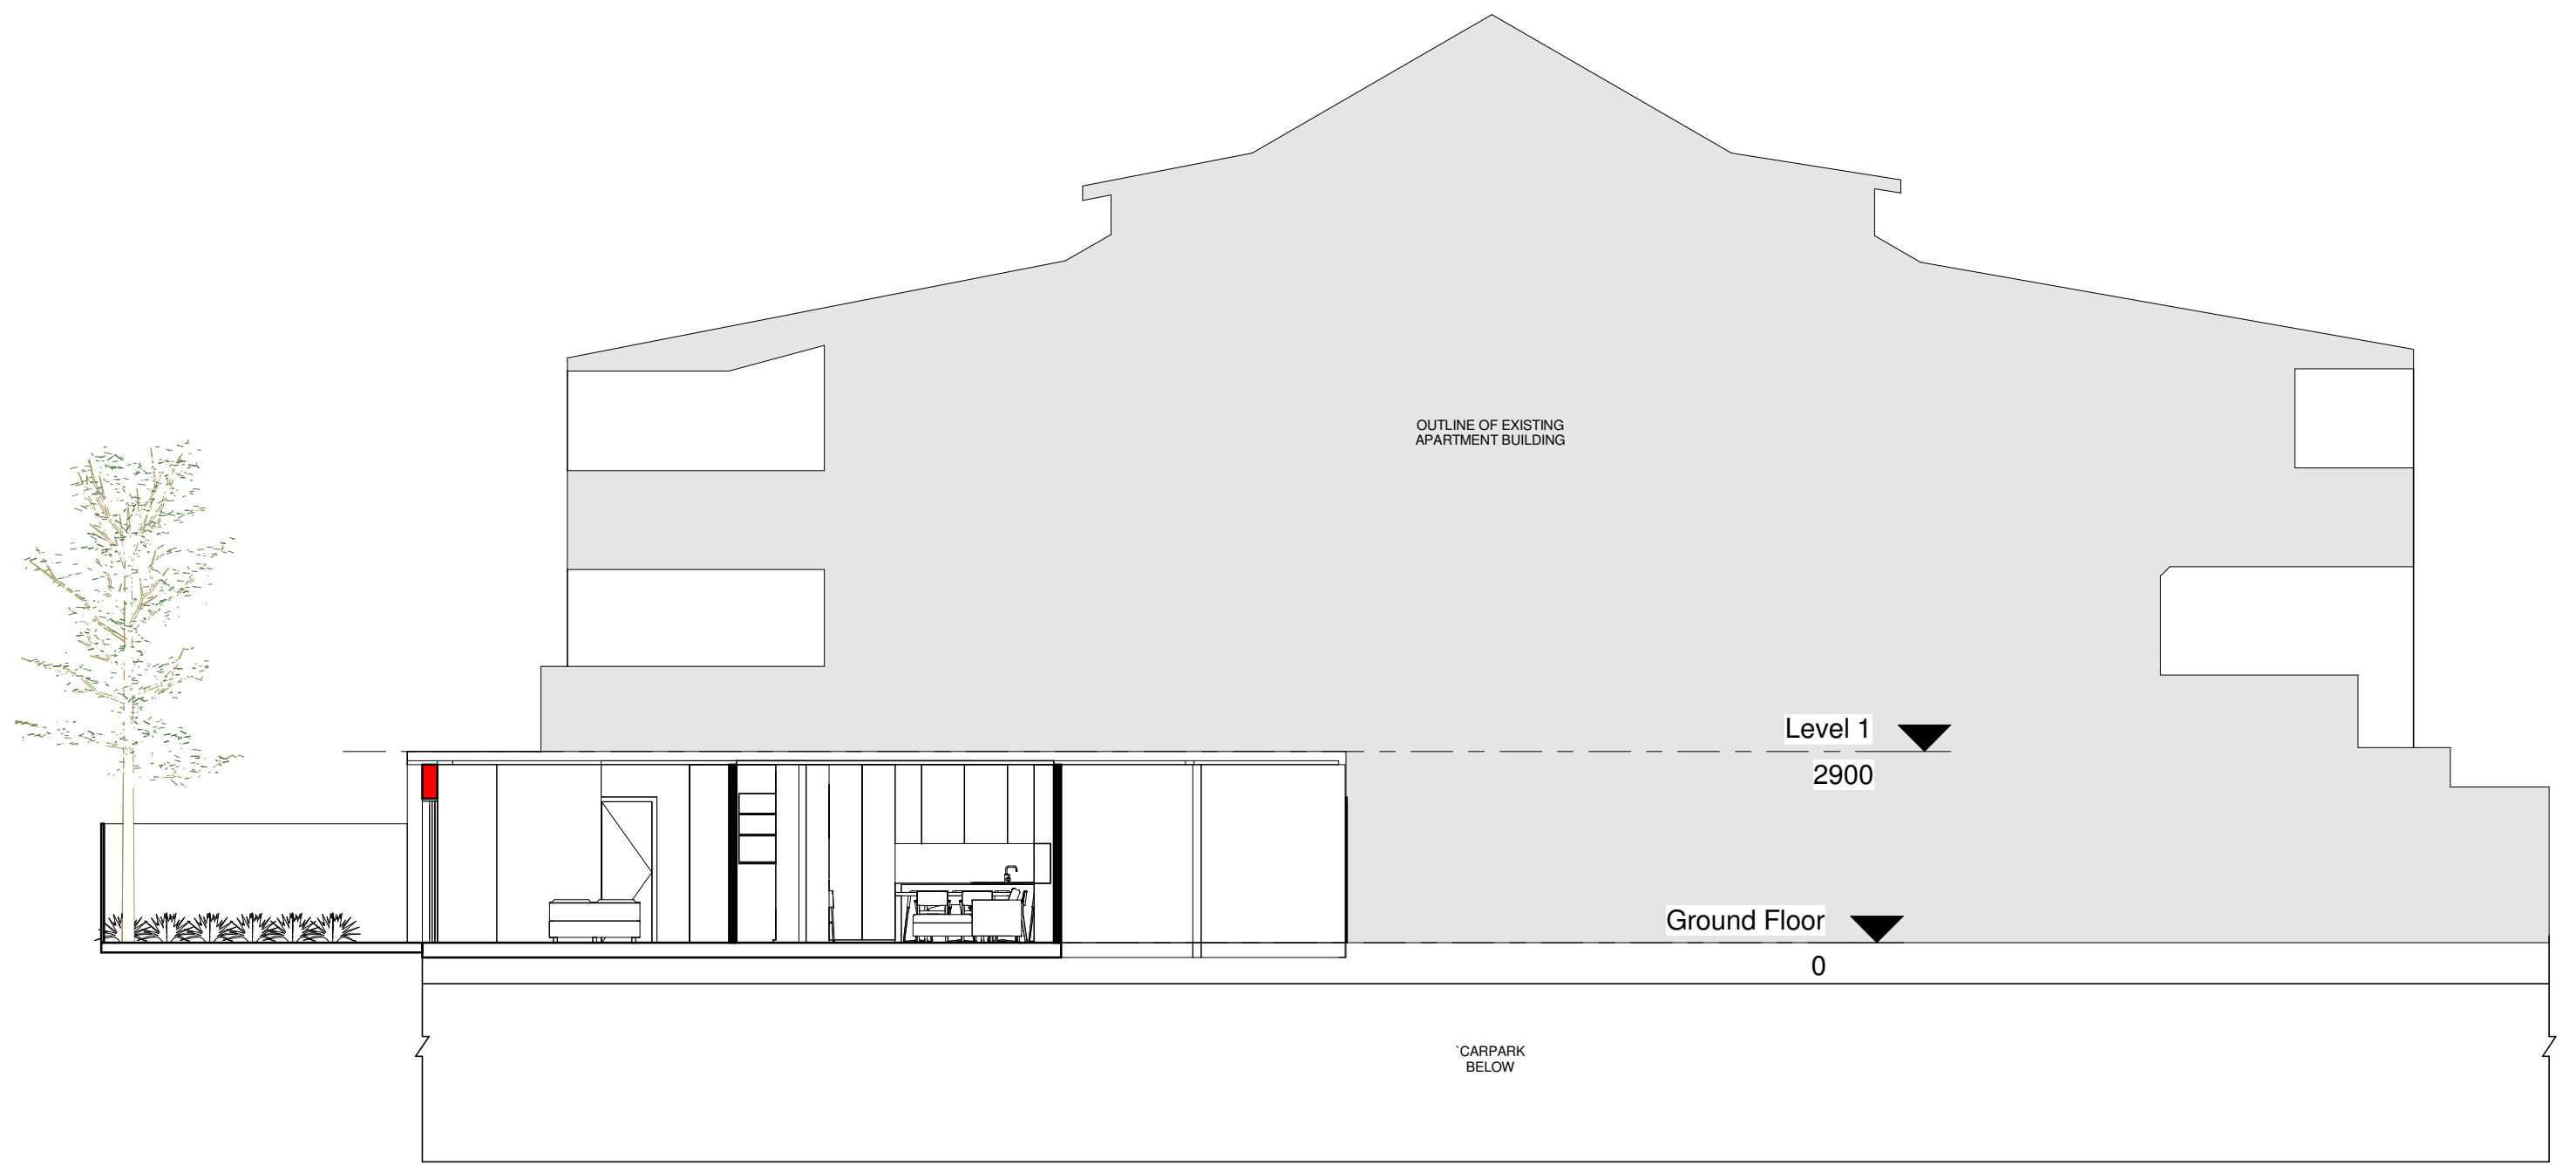 OUTLINE OF EXISTING
APARTMENT BUILDING
Level 1
2900
Ground Floor
0
`CARPARK
BELOW